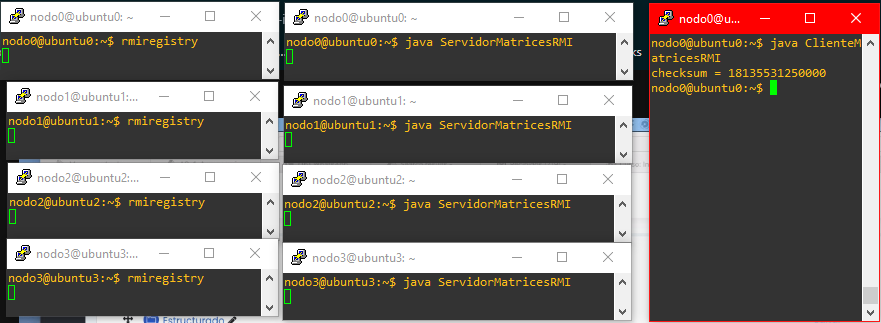 nodo0@ubuntu0: ~
nodo0@ubuntu0:~$ rmiregistry
nodo1@ubuntu1:...
nodo1@ubuntu1:~$ rmiregistry
nodo2@ubuntu2:...
nodo2@ubuntu2:~$ rmiregistry
nodo3@ubuntu3:...
nodo3@ubuntu3:~$ rmiregistry
nodo0@ubuntu0: ~
nodo0@ubuntu0:~$ java ServidorMatricesRMI
nodo1@ubuntu1: ~
nodo1@ubuntu1:~$ java ServidorMatricesRMI
nodo2@ubuntu2: ~
nodo2@ubuntu2:~$ java ServidorMatricesRMI
nodo3@ubuntu3: ~
nodo3@ubuntu3:~$ java ServidorMatricesRMI
nodo0@u...
nodo0@ubuntu0:~$ java ClienteM
atricesRMI
checksum = 18135531250000
nodo0@ubuntu0:~$
Estructurado